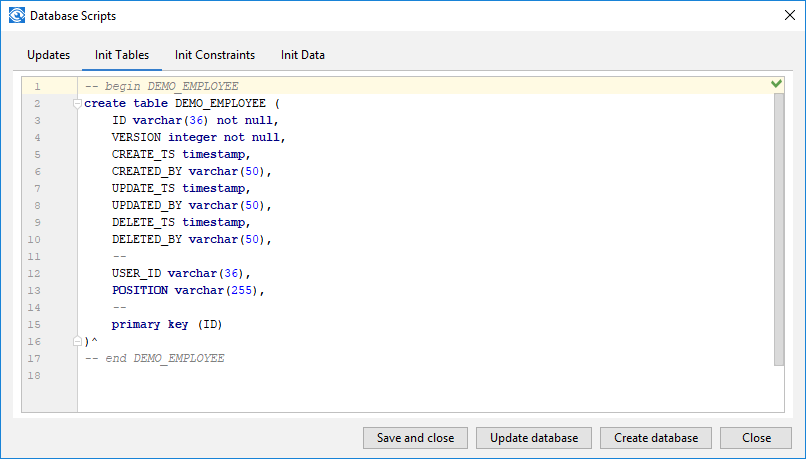 Database Scripts
Updates Init Tables Init Constraints Init Data
1 -- begin DEMO_EMPLOYEE
2 create table DEMO_EMPLOYEE (
3 ID varchar(36) not null,
4 VERSION integer not null,
5 CREATE_TS timestamp,
6 CREATED_BY varchar(50),
7 UPDATE_TS timestamp,
8 UPDATED_BY varchar(50),
9 DELETE_TS timestamp,
10 DELETED_BY varchar(50),
11 --
12 USER_ID varchar(36),
13 POSITION varchar(255),
14 --
15 primary key (ID)
16 )^
17 -- end DEMO_EMPLOYEE
18
Save and close Update database Create database Close